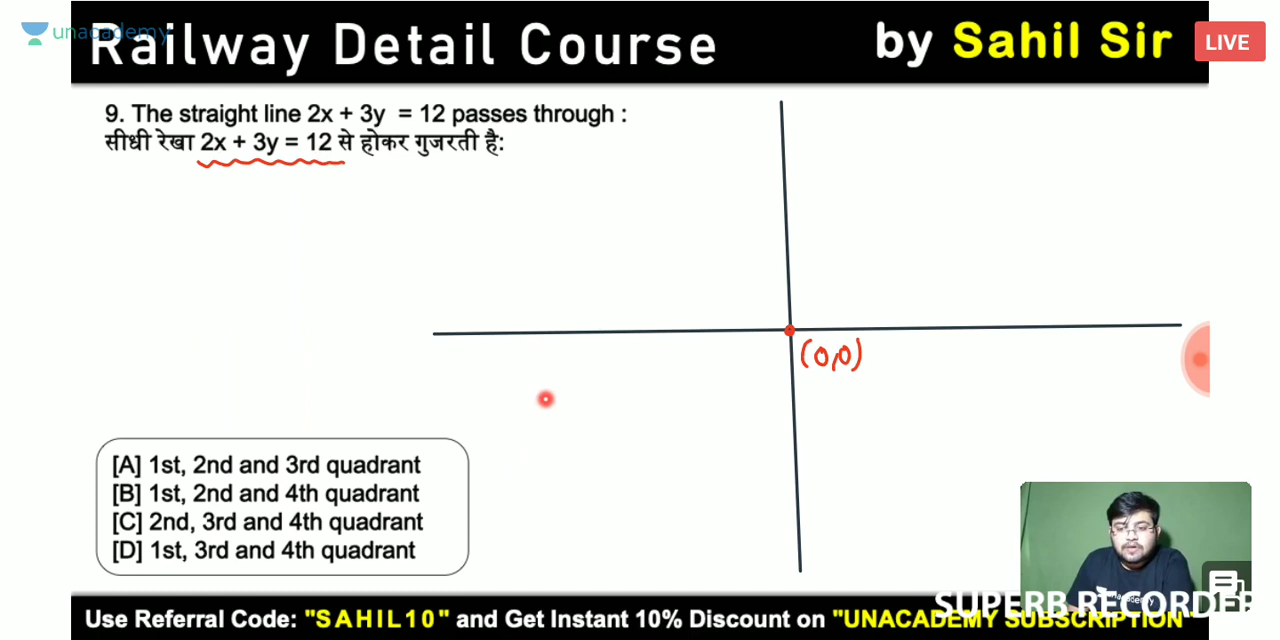 unacademy
Railway Detail Course
by Sahil Sir
LIVE
9. The straight line 2x + 3y = 12 passes through :
सीधी रेखा 2x + 3y = 12 से होकर गुजरती है:
(0,0)
[A] 1st, 2nd and 3rd quadrant
[B] 1st, 2nd and 4th quadrant
[C] 2nd, 3rd and 4th quadrant
[D] 1st, 3rd and 4th quadrant
SUPERB RECORDER
Use Referral Code: "SAHIL10" and Get Instant 10% Discount on "UNACADEMY SUBSCRIPTION"